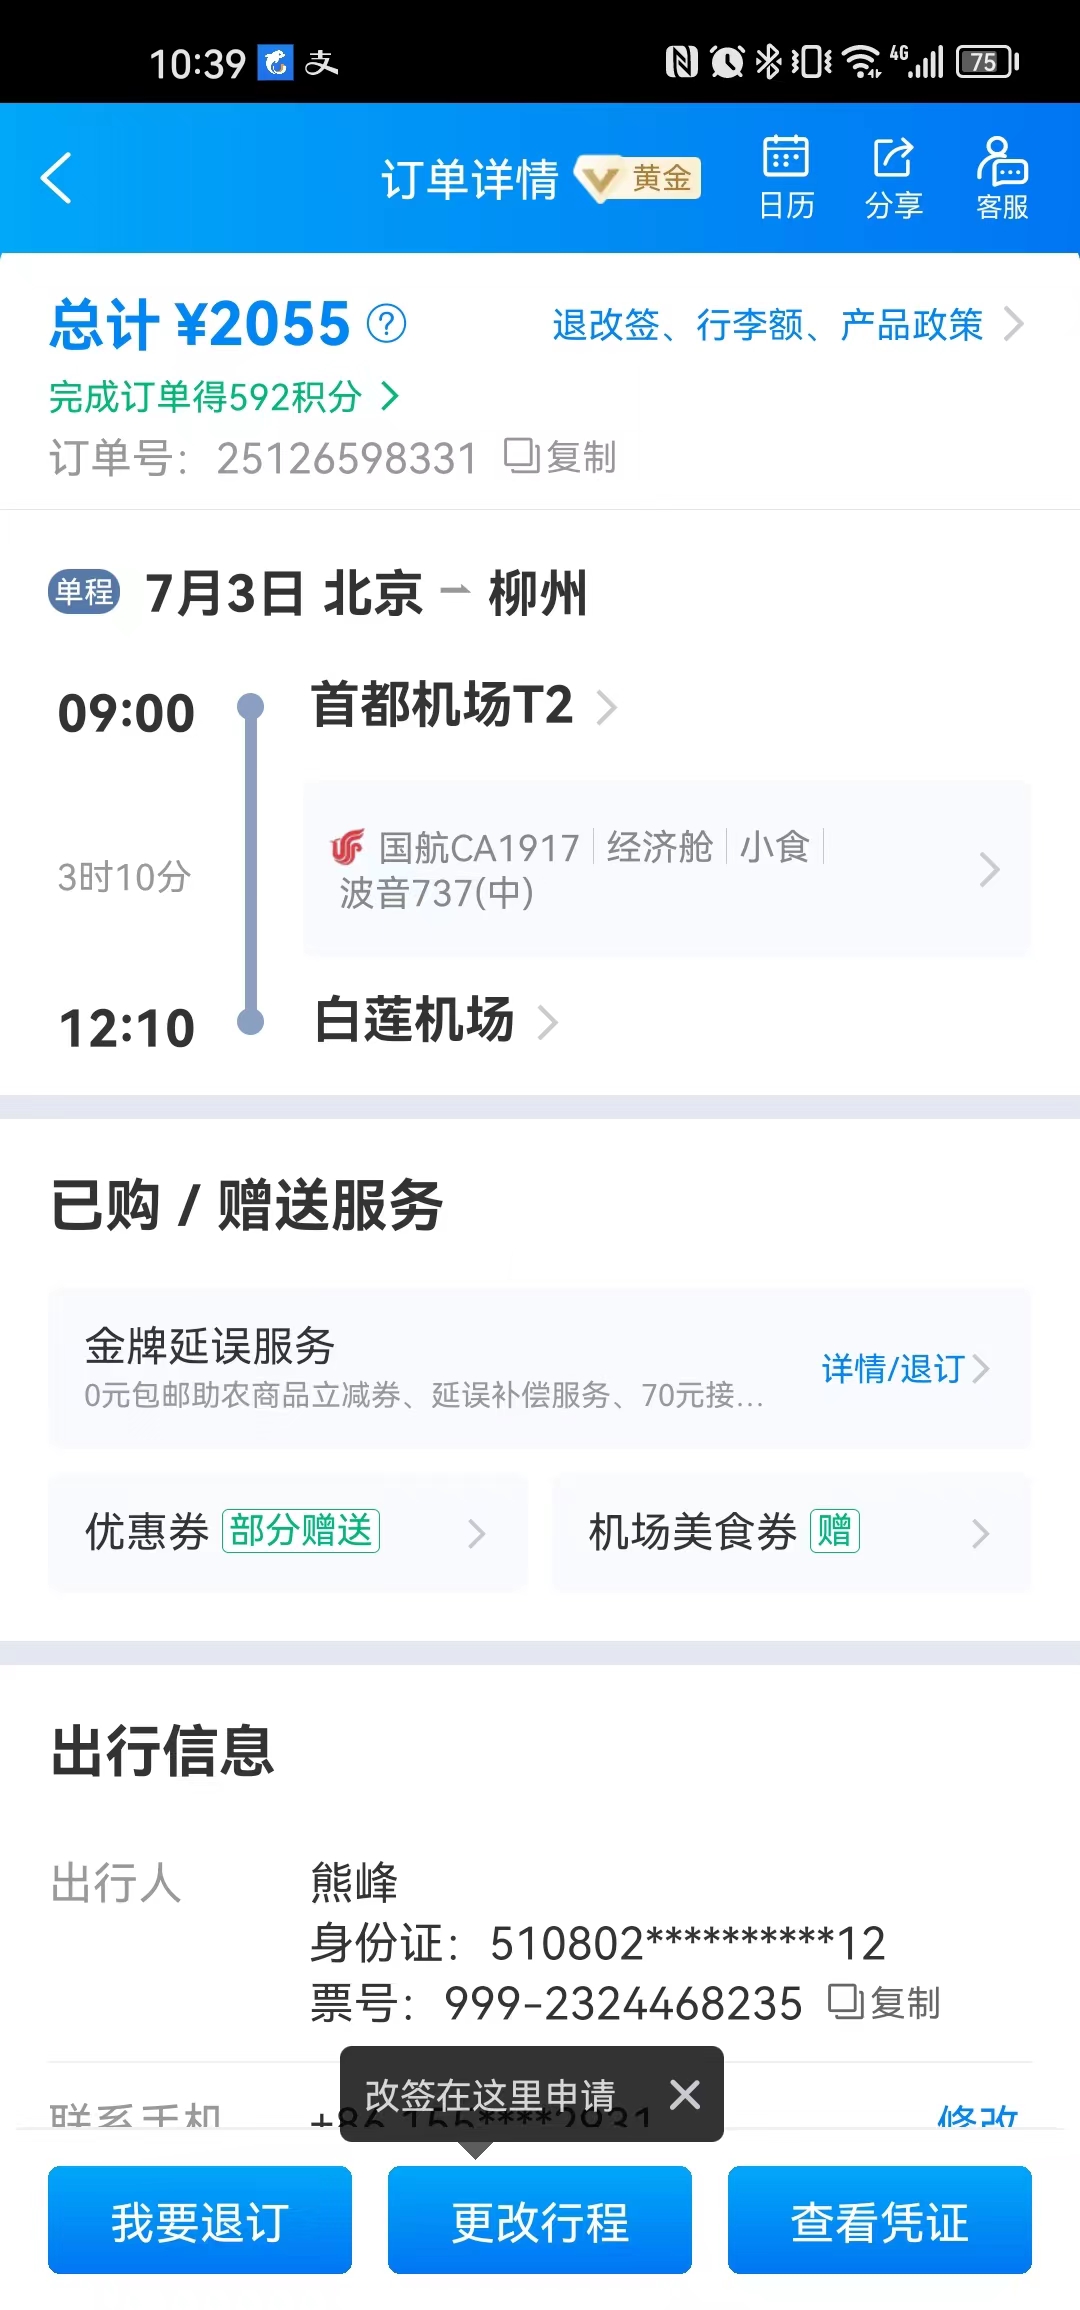 10:39 支 4G 75
订单详情 黄金
日历 分享 客服
总计 ¥2055 ? 退改签、行李额、产品政策
完成订单得592积分
订单号：25126598331 复制
单程 7月3日 北京 柳州
09:00 首都机场T2
国航CA1917 经济舱 小食
3时10分
波音737(中)
12:10 白莲机场
已购 / 赠送服务
金牌延误服务
详情/退订
0元包邮助农商品立减券、延误补偿服务、70元接...
优惠券 部分赠送 机场美食券 赠
出行信息
出行人 熊峰
身份证：510802**********12
票号：999-2324468235 复制
改签在这里申请
联系手机 +86 155****2931 修改
我要退订 更改行程 查看凭证